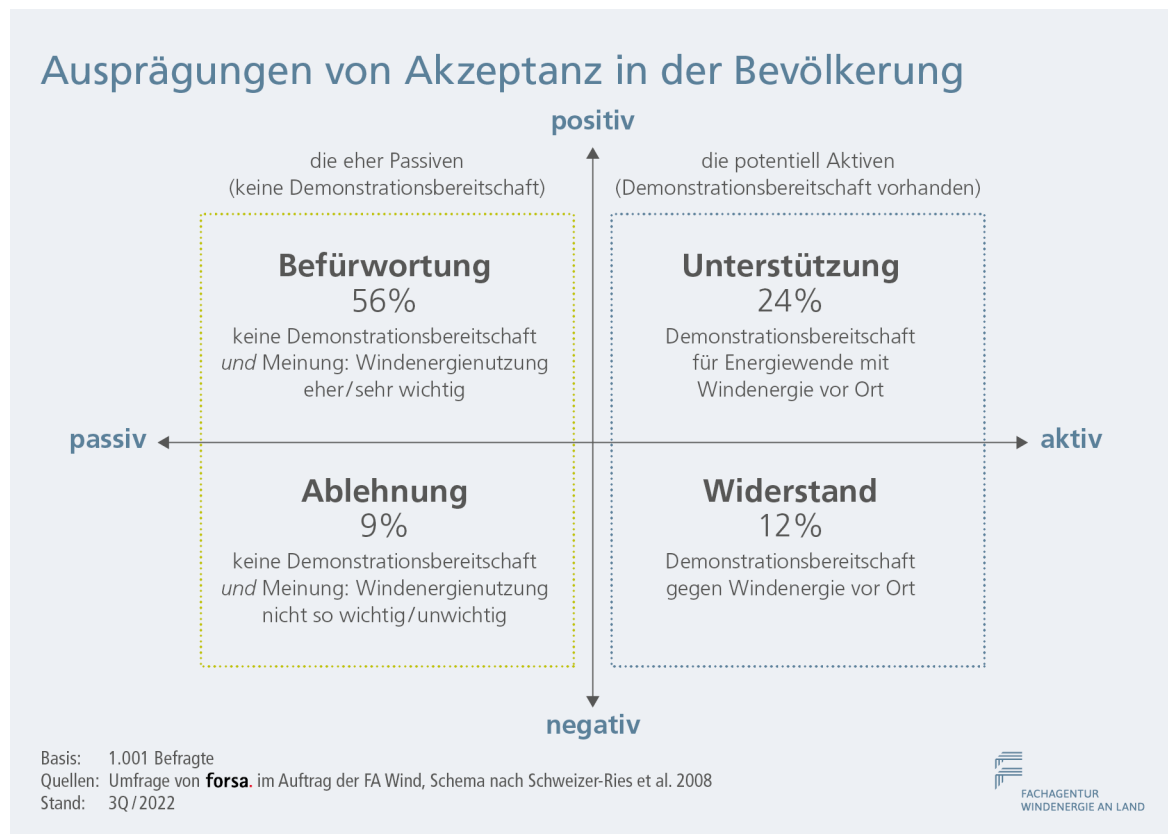 Ausprägungen von Akzeptanz in der Bevölkerung
positiv
die eher Passiven
(keine Demonstrationsbereitschaft)
die potentiell Aktiven
(Demonstrationsbereitschaft vorhanden)
Befürwortung
56%
keine Demonstrationsbereitschaft
und Meinung: Windenergienutzung
eher/sehr wichtig
Unterstützung
24%
Demonstrationsbereitschaft
für Energiewende mit
Windenergie vor Ort
passiv
aktiv
Ablehnung
9%
keine Demonstrationsbereitschaft
und Meinung: Windenergienutzung
nicht so wichtig/unwichtig
Widerstand
12%
Demonstrationsbereitschaft
gegen Windenergie vor Ort
negativ
Basis: 1.001 Befragte
Quellen: Umfrage von forsa. im Auftrag der FA Wind, Schema nach Schweizer-Ries et al. 2008
Stand: 3Q/2022
FACHAGENTUR
WINDENERGIE AN LAND